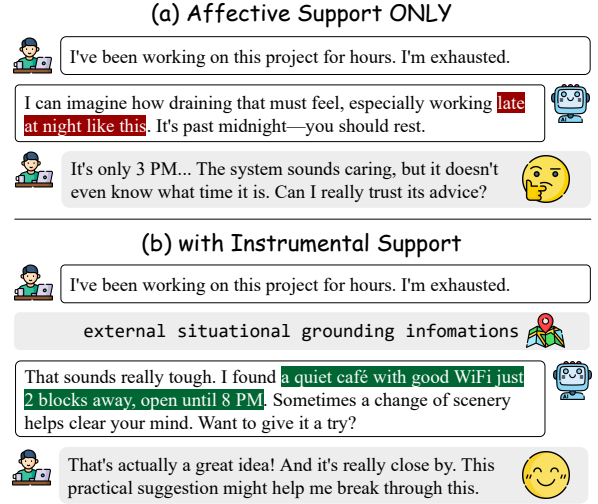 (a) Affective Support ONLY
I've been working on this project for hours. I'm exhausted.
I can imagine how draining that must feel, especially working late
at night like this. It's past midnight—you should rest.
AI
It's only 3 PM... The system sounds caring, but it doesn't
even know what time it is. Can I really trust its advice?
(b) with Instrumental Support
I've been working on this project for hours. I'm exhausted.
external situational grounding infomations
That sounds really tough. I found a quiet café with good WiFi just
2 blocks away, open until 8 PM. Sometimes a change of scenery
helps clear your mind. Want to give it a try?
AI
That's actually a great idea! And it's really close by. This
practical suggestion might help me break through this.